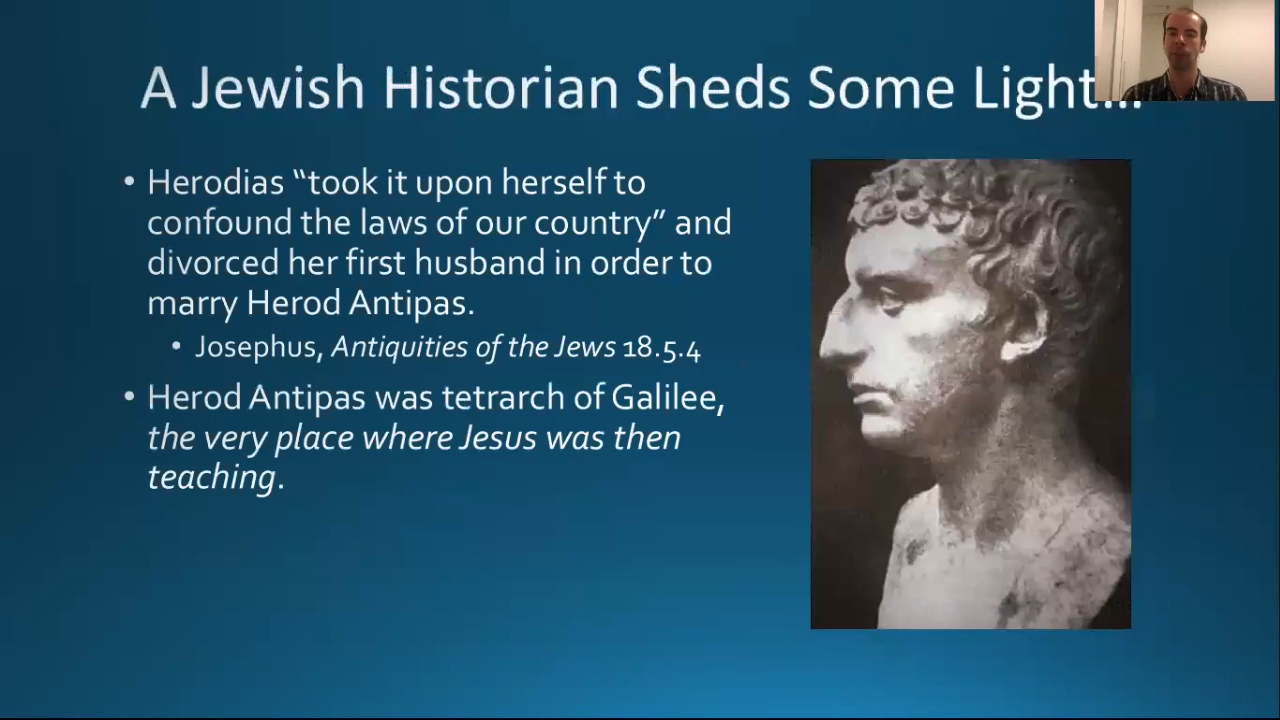 A Jewish Historian Sheds Some Light...
• Herodias “took it upon herself to
confound the laws of our country” and
divorced her first husband in order to
marry Herod Antipas.
• Josephus, Antiquities of the Jews 18.5.4
• Herod Antipas was tetrarch of Galilee,
the very place where Jesus was then
teaching.